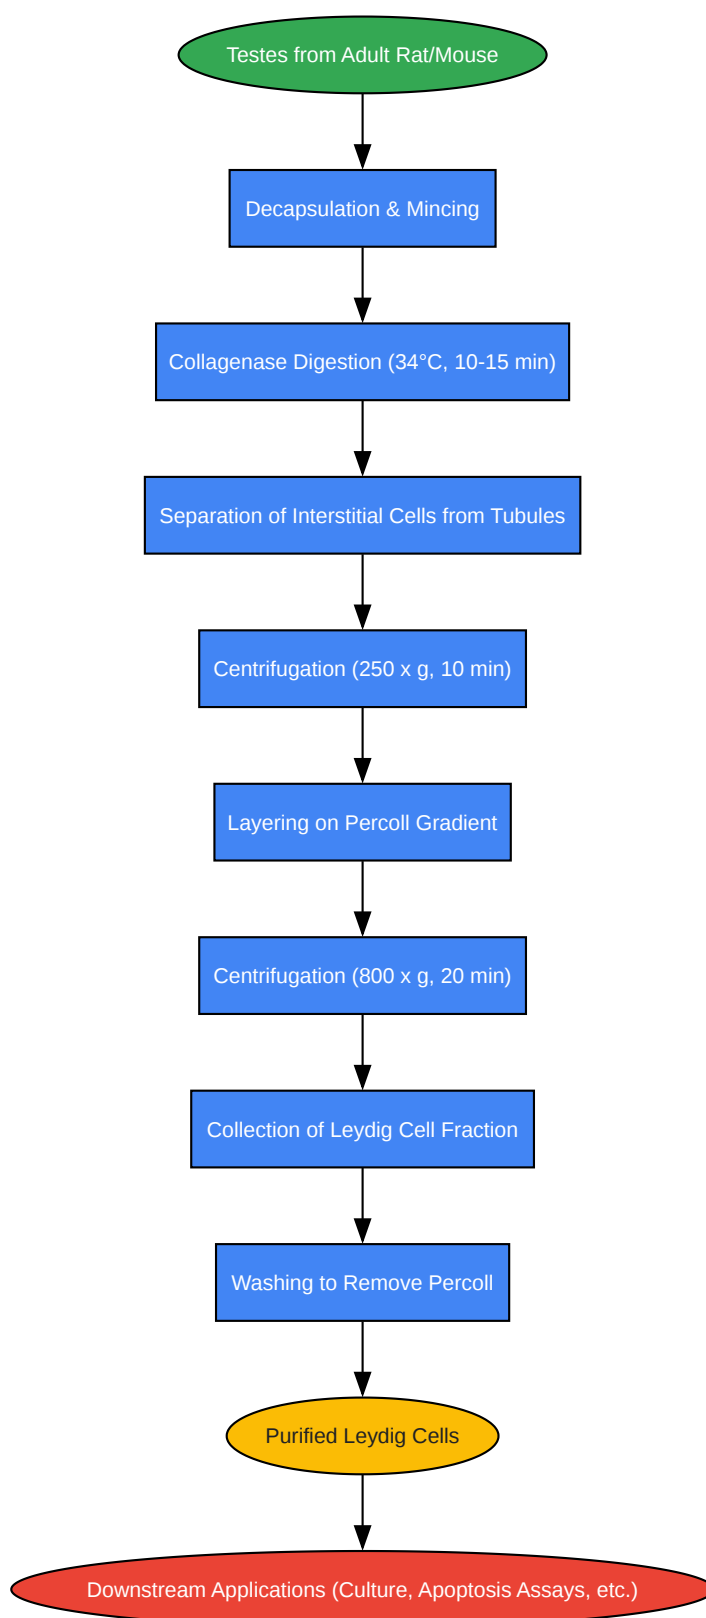 Testes from Adult Rat/Mouse
Decapsulation & Mincing
Collagenase Digestion (34°C, 10-15 min)
Separation of Interstitial Cells from Tubules
Centrifugation (250 x g, 10 min)
Layering on Percoll Gradient
Centrifugation (800 x g, 20 min)
Collection of Leydig Cell Fraction
Washing to Remove Percoll
Purified Leydig Cells
Downstream Applications (Culture, Apoptosis Assays, etc.)